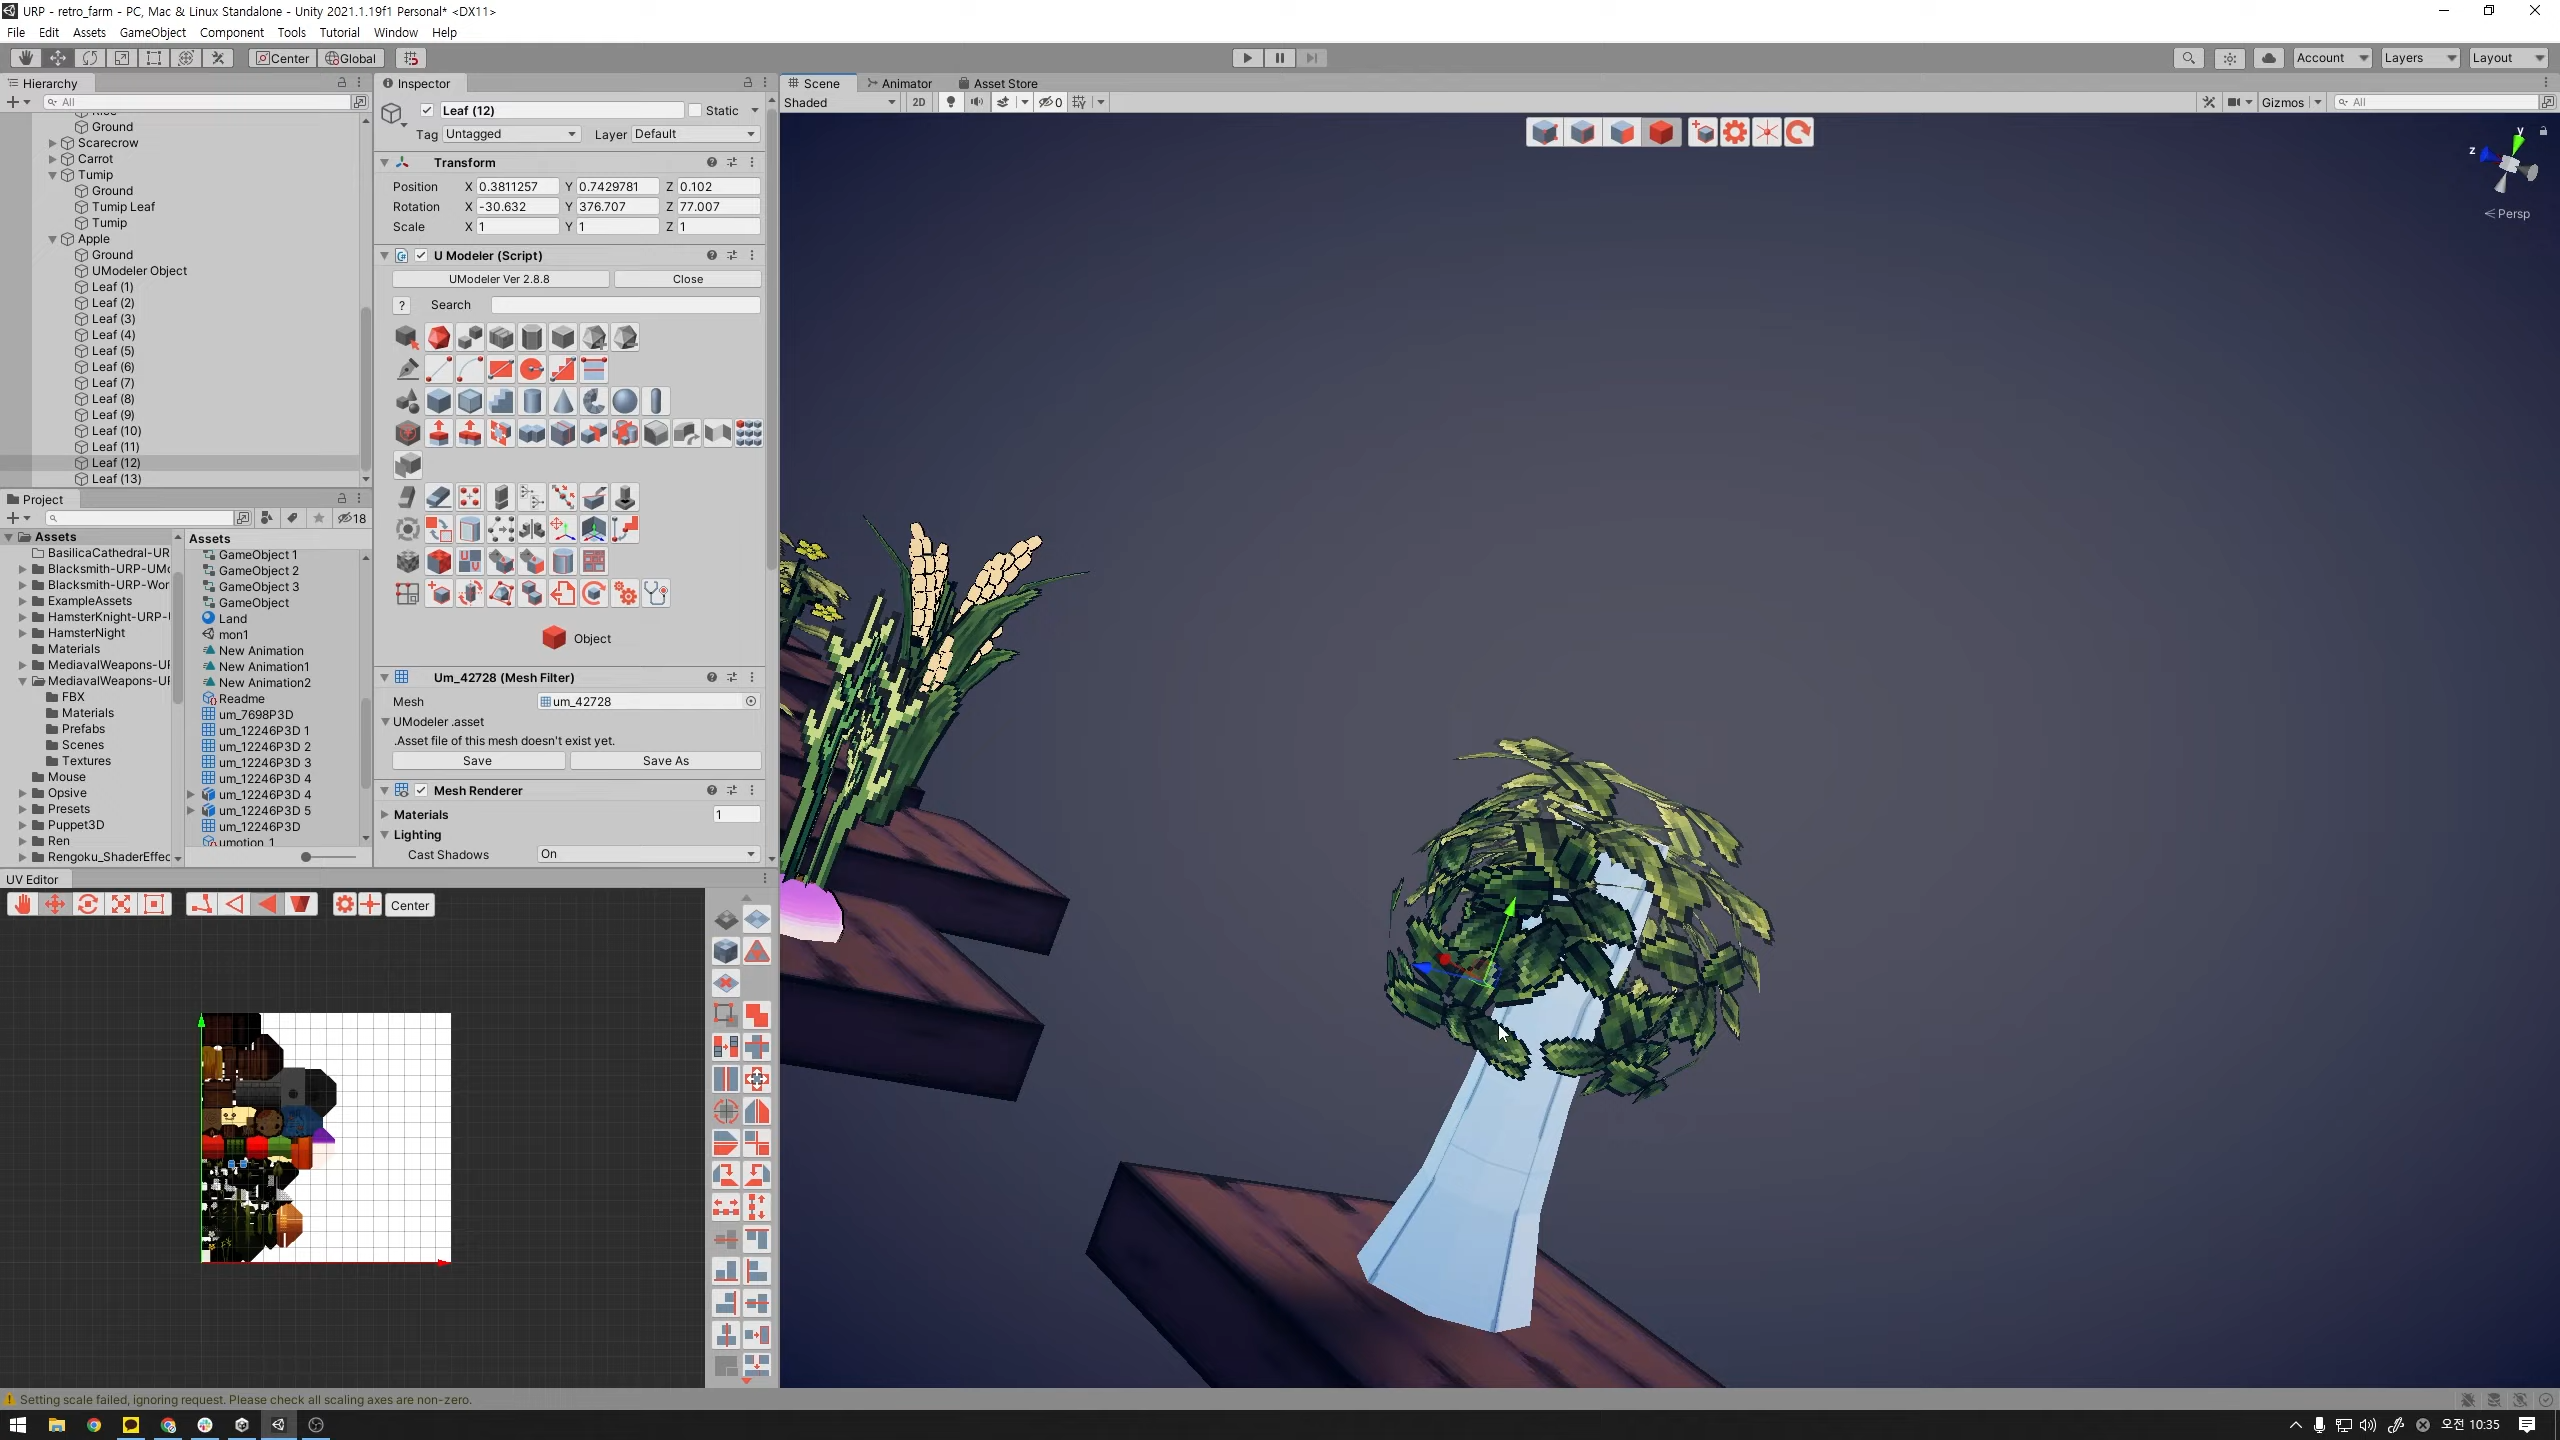 URP - retro_farm - PC, Mac & Linux Standalone - Unity 2021.1.19f1 Personal* <DX11>
File Edit Assets GameObject Component Tools Tutorial Window Help
Center Global Account Layers Layout
Hierarchy
All
Ground
Scarecrow
Carrot
Turnip
Ground
Turnip Leaf
Turnip
Apple
Ground
UModeler Object
Leaf (1)
Leaf (2)
Leaf (3)
Leaf (4)
Leaf (5)
Leaf (6)
Leaf (7)
Leaf (8)
Leaf (9)
Leaf (10)
Leaf (11)
Leaf (12)
Leaf (13)
Project
18
Assets
BasilicaCathedral-UR
Blacksmith-URP-UMo
Blacksmith-URP-Wor
ExampleAssets
HamsterKnight-URP-
HamsterNight
Materials
MediavalWeapons-UF
MediavalWeapons-UF
FBX
Materials
Prefabs
Scenes
Textures
Mouse
Opsive
Presets
Puppet3D
Ren
Rengoku_ShaderEffec
Assets
GameObject 1
GameObject 2
GameObject 3
GameObject
Land
mon1
New Animation
New Animation1
New Animation2
Readme
um_7698P3D
um_12246P3D 1
um_12246P3D 2
um_12246P3D 3
um_12246P3D 4
um_12246P3D 4
um_12246P3D 5
um_12246P3D
umotion 1
Inspector
Leaf (12) Static
Tag Untagged Layer Default
Transform
Position X 0.3811257 Y 0.7429781 Z 0.102
Rotation X -30.632 Y 376.707 Z 77.007
Scale X 1 Y 1 Z 1
U Modeler (Script)
UModeler Ver 2.8.8 Close
? Search
Object
Um_42728 (Mesh Filter)
Mesh um_42728
UModeler .asset
.Asset file of this mesh doesn't exist yet.
Save Save As
Mesh Renderer
Materials 1
Lighting
Cast Shadows On
UV Editor
Center
Scene Animator Asset Store
Shaded 2D 0 Gizmos All
y
z
Persp
Setting scale failed, ignoring request. Please check all scaling axes are non-zero.
오전 10:35